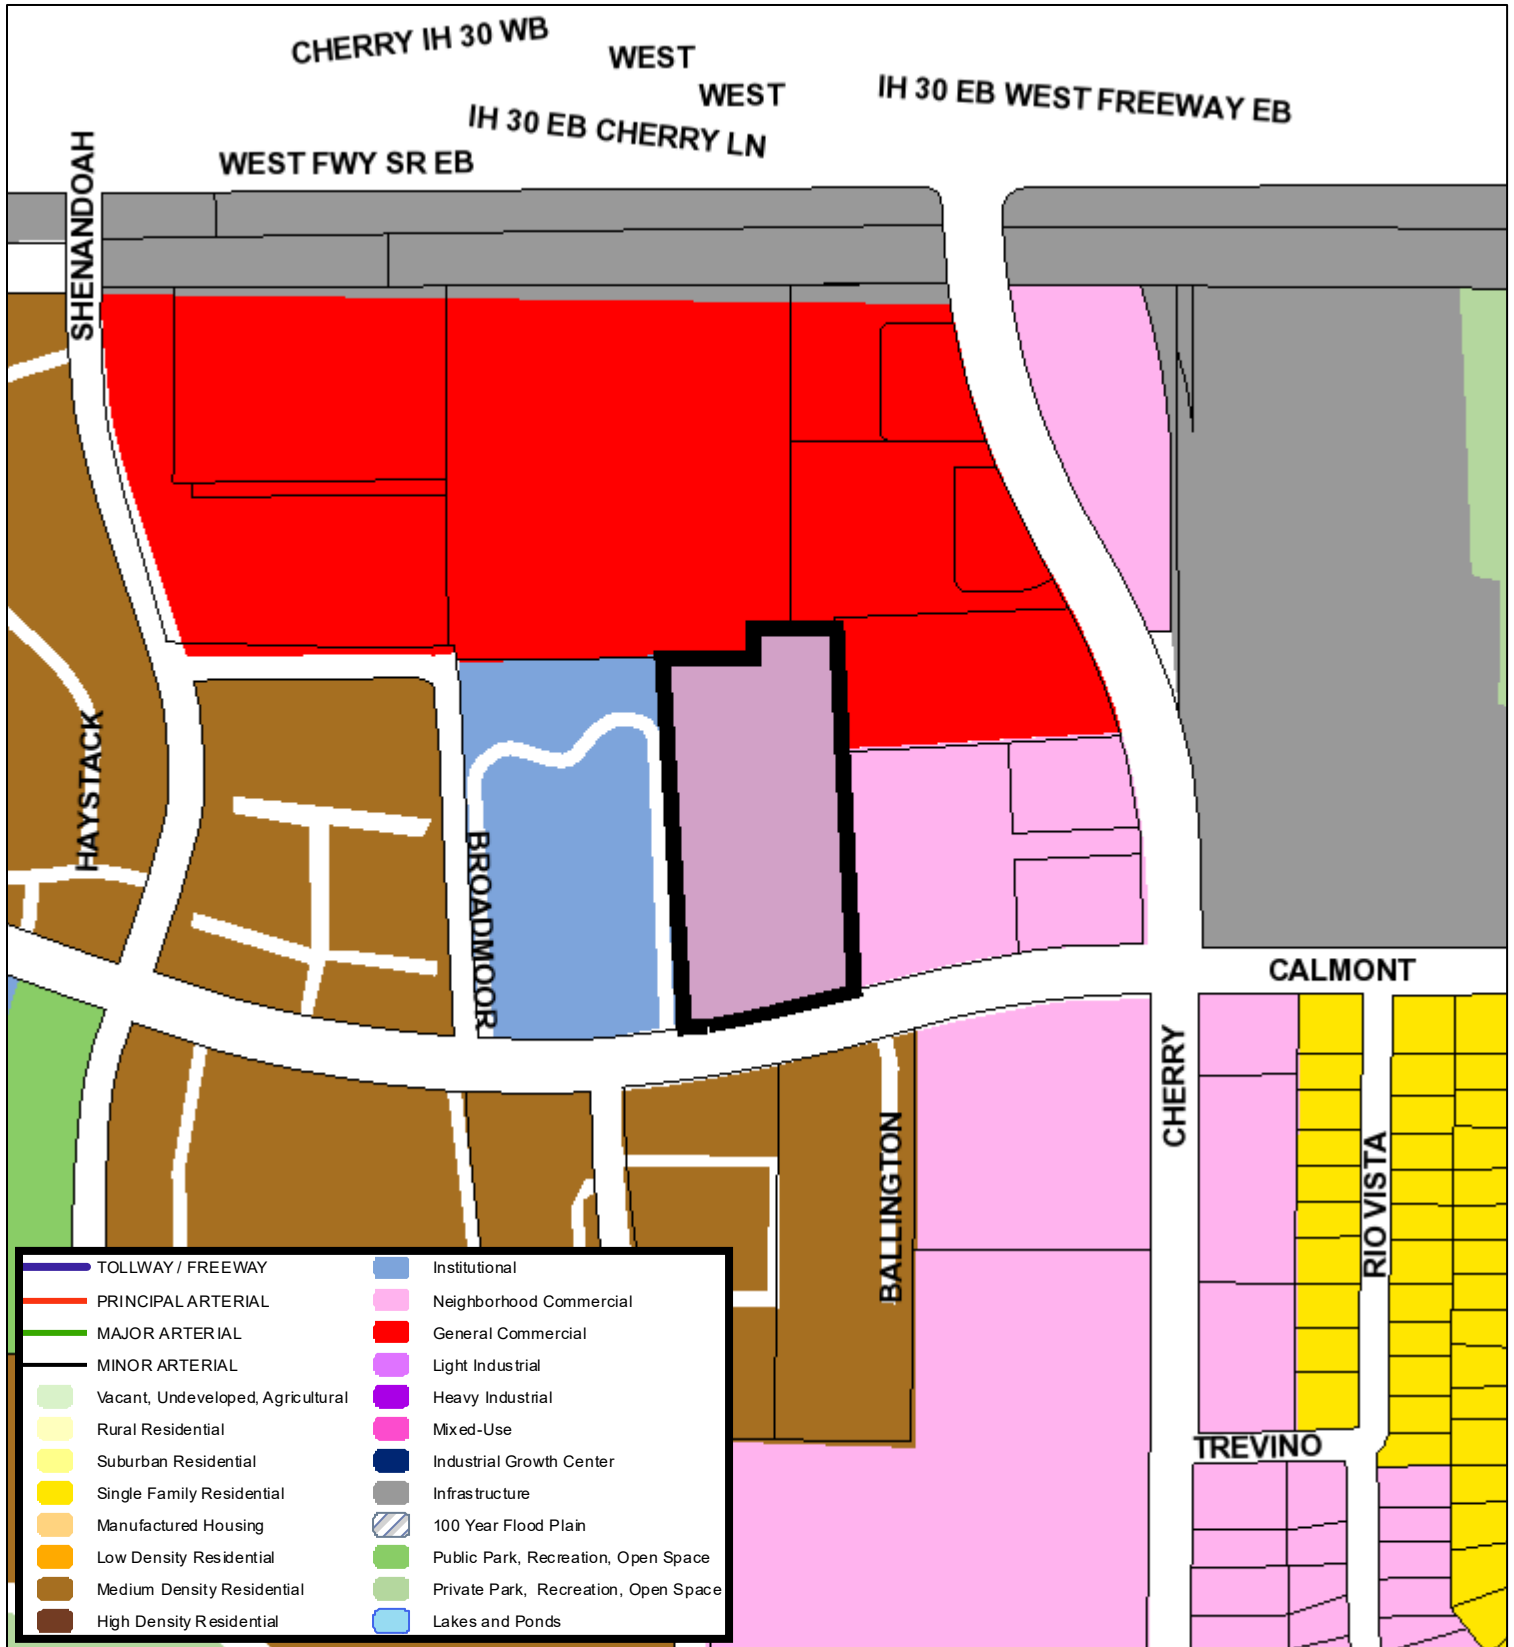 CHERRY IH 30 WB
WEST
WEST
IH 30 EB WEST FREEWAY EB
IH 30 EB CHERRY LN
WEST FWY SR EB
SHENANDOAH
HAYSTACK
BROADMOOR
CALMONT
CHERRY
BALLINGTON
RIO VISTA
TREVINO
TOLLWAY / FREEWAY
PRINCIPAL ARTERIAL
MAJOR ARTERIAL
MINOR ARTERIAL
Vacant, Undeveloped, Agricultural
Rural Residential
Suburban Residential
Single Family Residential
Manufactured Housing
Low Density Residential
Medium Density Residential
High Density Residential
Institutional
Neighborhood Commercial
General Commercial
Light Industrial
Heavy Industrial
Mixed-Use
Industrial Growth Center
Infrastructure
100 Year Flood Plain
Public Park, Recreation, Open Space
Private Park, Recreation, Open Space
Lakes and Ponds